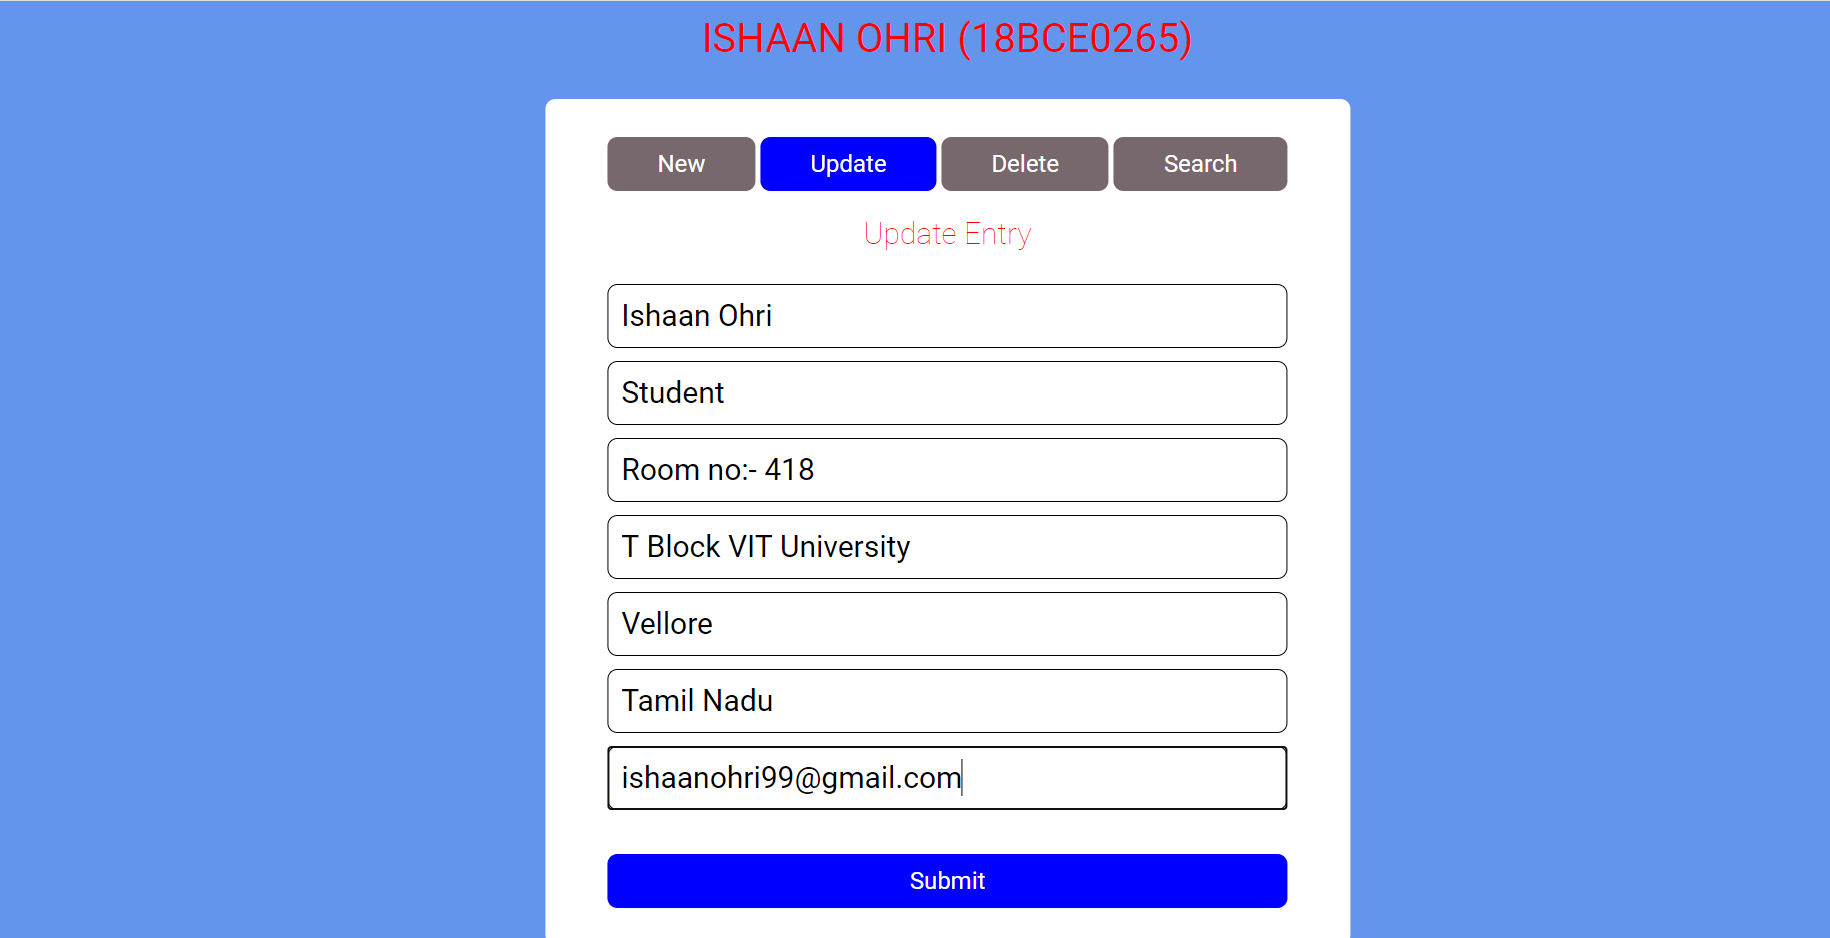 ISHAAN OHRI (18BCE0265)
New Update Delete Search
Update Entry
Ishaan Ohri
Student
Room no:- 418
T Block VIT University
Vellore
Tamil Nadu
ishaanohri99@gmail.com
Submit